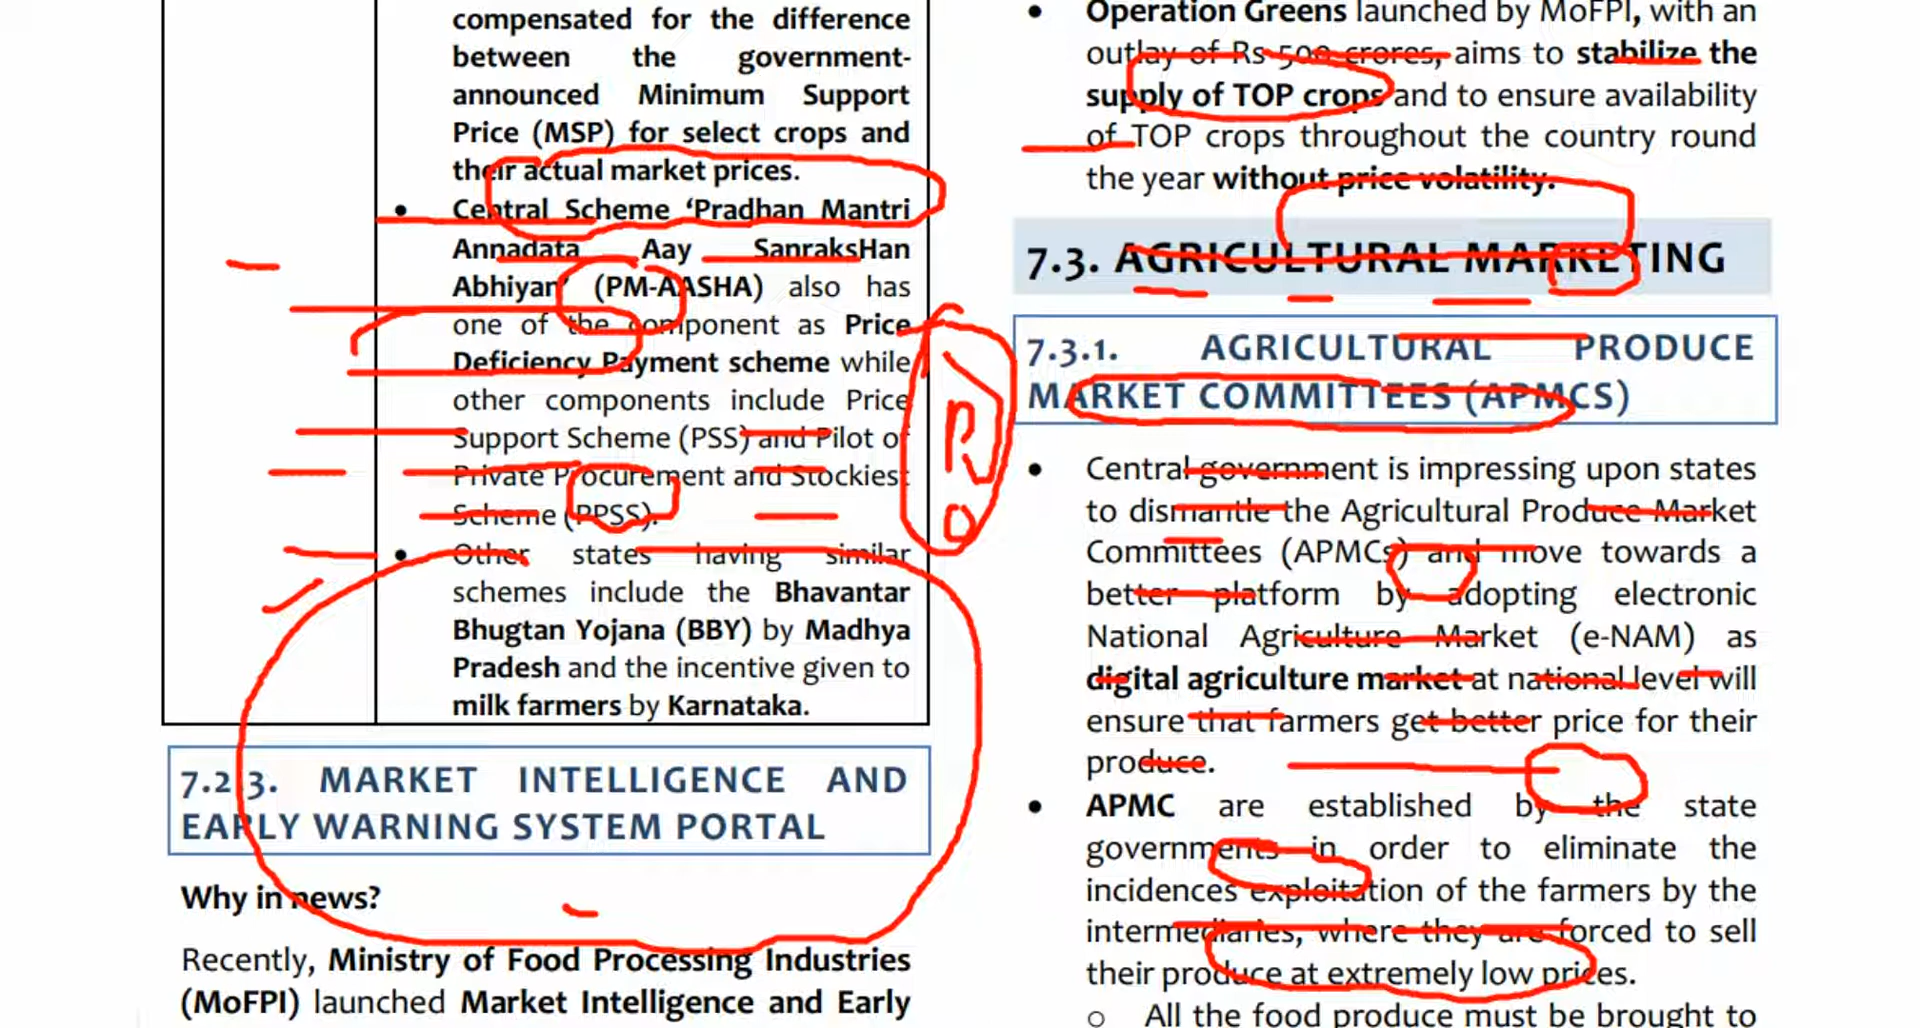 compensated for the difference
between the government-
announced Minimum Support
Price (MSP) for select crops and
their actual market prices.
• Central Scheme ‘Pradhan Mantri
Annadata Aay SanraksHan
Abhiyan’ (PM-AASHA) also has
one of the component as Price
Deficiency Payment scheme while
other components include Price
Support Scheme (PSS) and Pilot of
Private Procurement and Stockiest
Scheme (PPSS).
• Other states having similar
schemes include the Bhavantar
Bhugtan Yojana (BBY) by Madhya
Pradesh and the incentive given to
milk farmers by Karnataka.
7.2.3. MARKET INTELLIGENCE AND
EARLY WARNING SYSTEM PORTAL
Why in news?
Recently, Ministry of Food Processing Industries
(MoFPI) launched Market Intelligence and Early
• Operation Greens launched by MoFPI, with an
outlay of Rs 500 crores, aims to stabilize the
supply of TOP crops and to ensure availability
of TOP crops throughout the country round
the year without price volatility.
7.3. AGRICULTURAL MARKETING
7.3.1. AGRICULTURAL PRODUCE
MARKET COMMITTEES (APMCS)
• Central government is impressing upon states
to dismantle the Agricultural Produce Market
Committees (APMCs) and move towards a
better platform by adopting electronic
National Agriculture Market (e-NAM) as
digital agriculture market at national level will
ensure that farmers get better price for their
produce.
• APMC are established by the state
governments in order to eliminate the
incidences exploitation of the farmers by the
intermediaries, where they are forced to sell
their produce at extremely low prices.
o All the food produce must be brought to